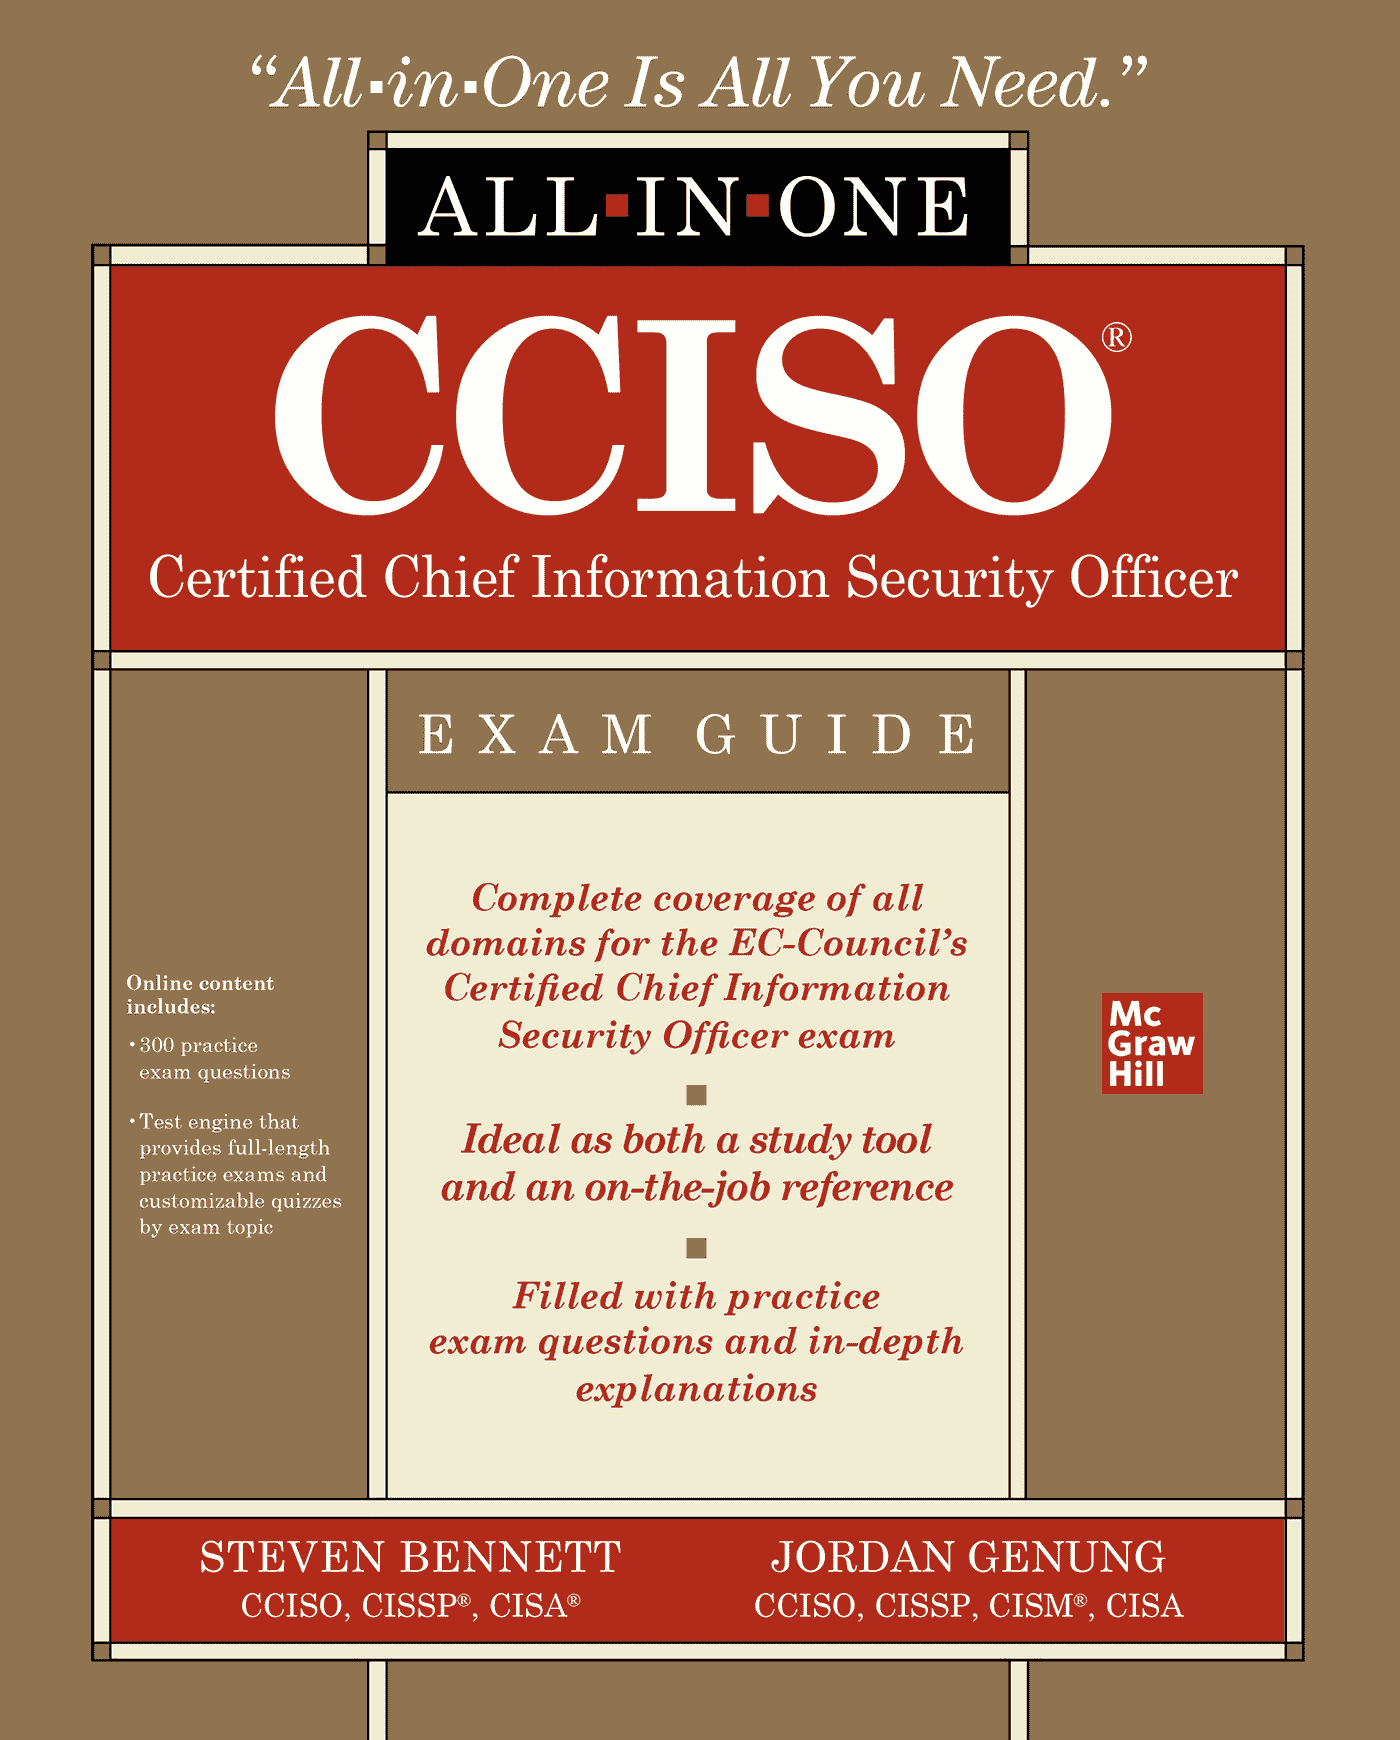 “All▪in▪One Is All You Need.”
ALL▪IN▪ONE
CCISO®
Certified Chief Information Security Officer
EXAM GUIDE
Complete coverage of all
domains for the EC-Council’s
Certified Chief Information
Security Officer exam
Ideal as both a study tool
and an on-the-job reference
Filled with practice
exam questions and in-depth
explanations
Online content
includes:
• 300 practice
exam questions
• Test engine that
provides full-length
practice exams and
customizable quizzes
by exam topic
Mc
Graw
Hill
STEVEN BENNETT
CCISO, CISSP®, CISA®
JORDAN GENUNG
CCISO, CISSP, CISM®, CISA